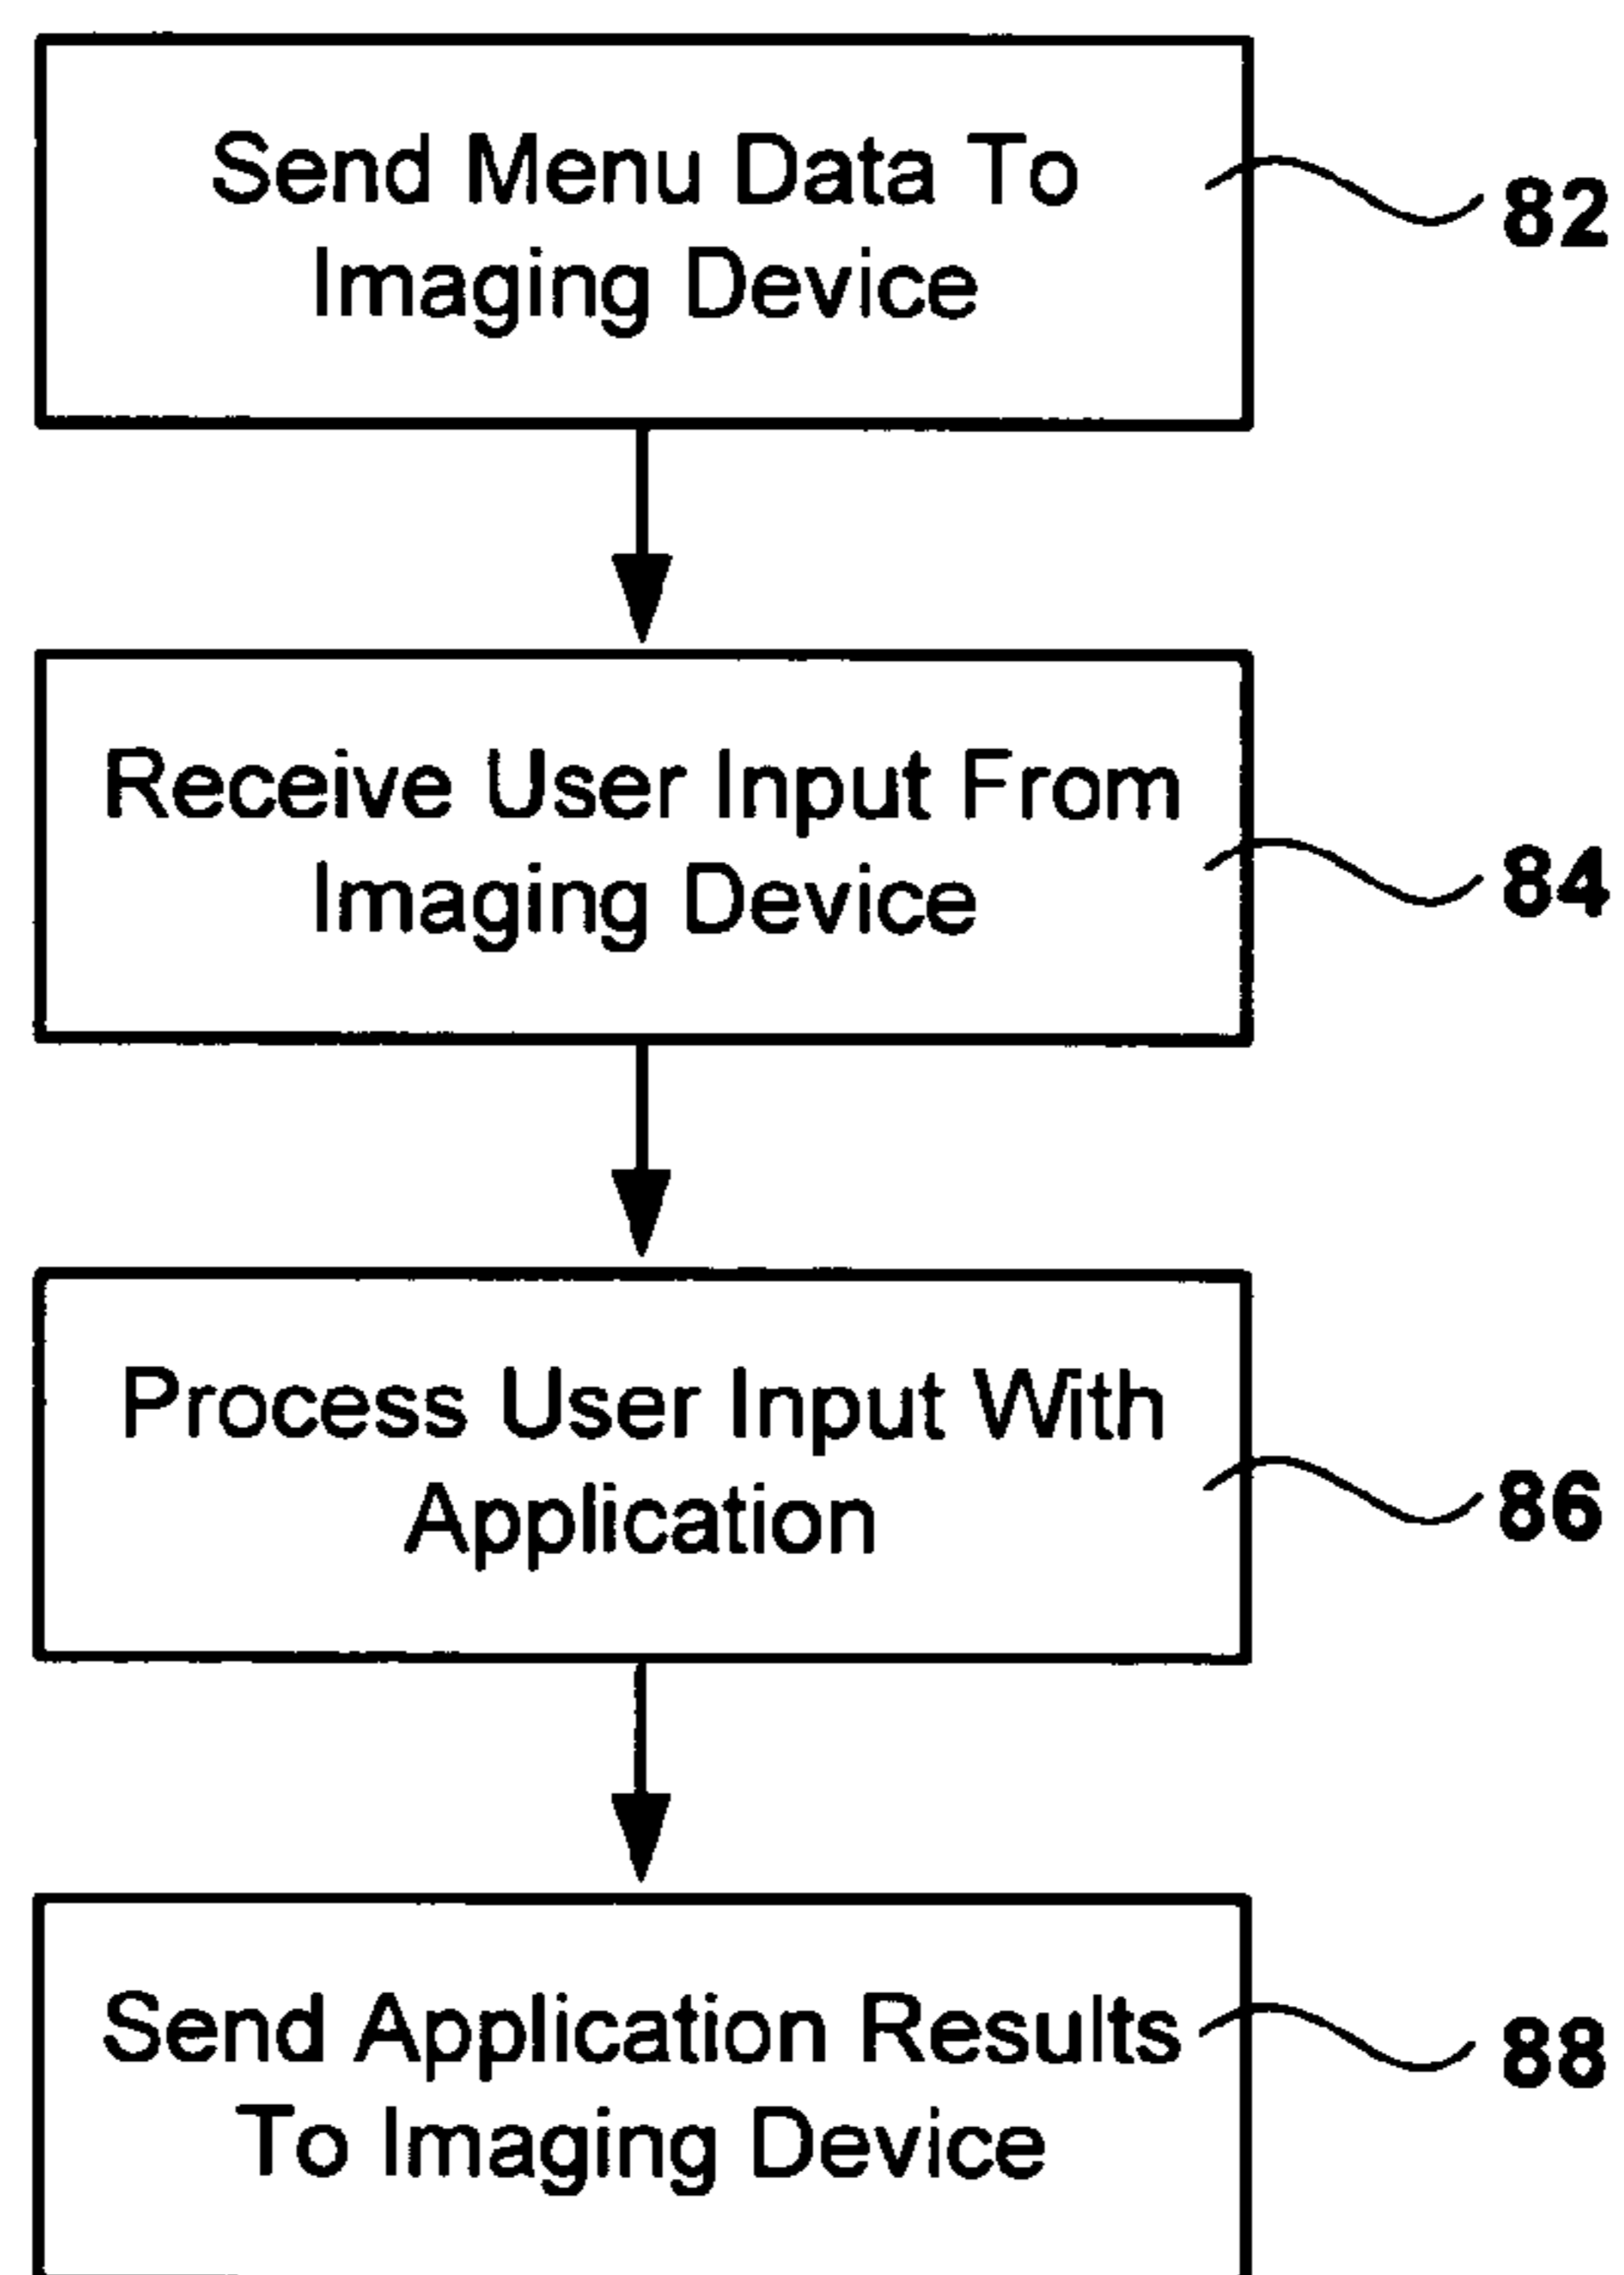 Send Menu Data To
Imaging Device
82
Receive User Input From
Imaging Device
84
Process User Input With
Application
86
Send Application Results
To Imaging Device
88